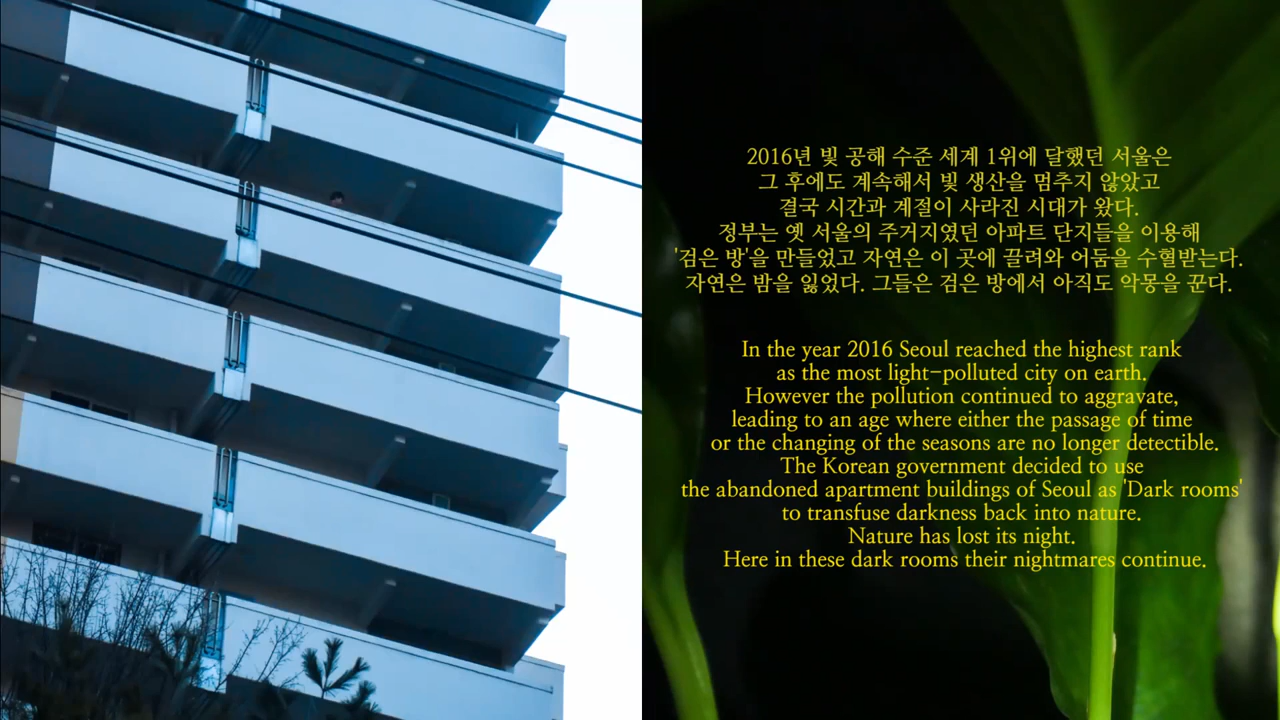 2016년 빛 공해 수준 세계 1위에 달했던 서울은
그 후에도 계속해서 빛 생산을 멈추지 않았고
결국 시간과 계절이 사라진 시대가 왔다.
정부는 옛 서울의 주거지였던 아파트 단지들을 이용해
'검은 방'을 만들었고 자연은 이 곳에 끌려와 어둠을 수혈받는다.
자연은 밤을 잃었다. 그들은 검은 방에서 아직도 악몽을 꾼다.
In the year 2016 Seoul reached the highest rank
as the most light-polluted city on earth.
However the pollution continued to aggravate,
leading to an age where either the passage of time
or the changing of the seasons are no longer detectible.
The Korean government decided to use
the abandoned apartment buildings of Seoul as 'Dark rooms'
to transfuse darkness back into nature.
Nature has lost its night.
Here in these dark rooms their nightmares continue.